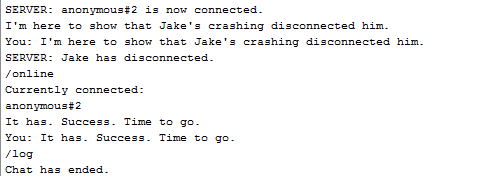 SERVER: anonymous#2 is now connected.
I'm here to show that Jake's crashing disconnected him.
You: I'm here to show that Jake's crashing disconnected him.
SERVER: Jake has disconnected.
/online
Currently connected:
anonymous#2
It has. Success. Time to go.
You: It has. Success. Time to go.
/log
Chat has ended.